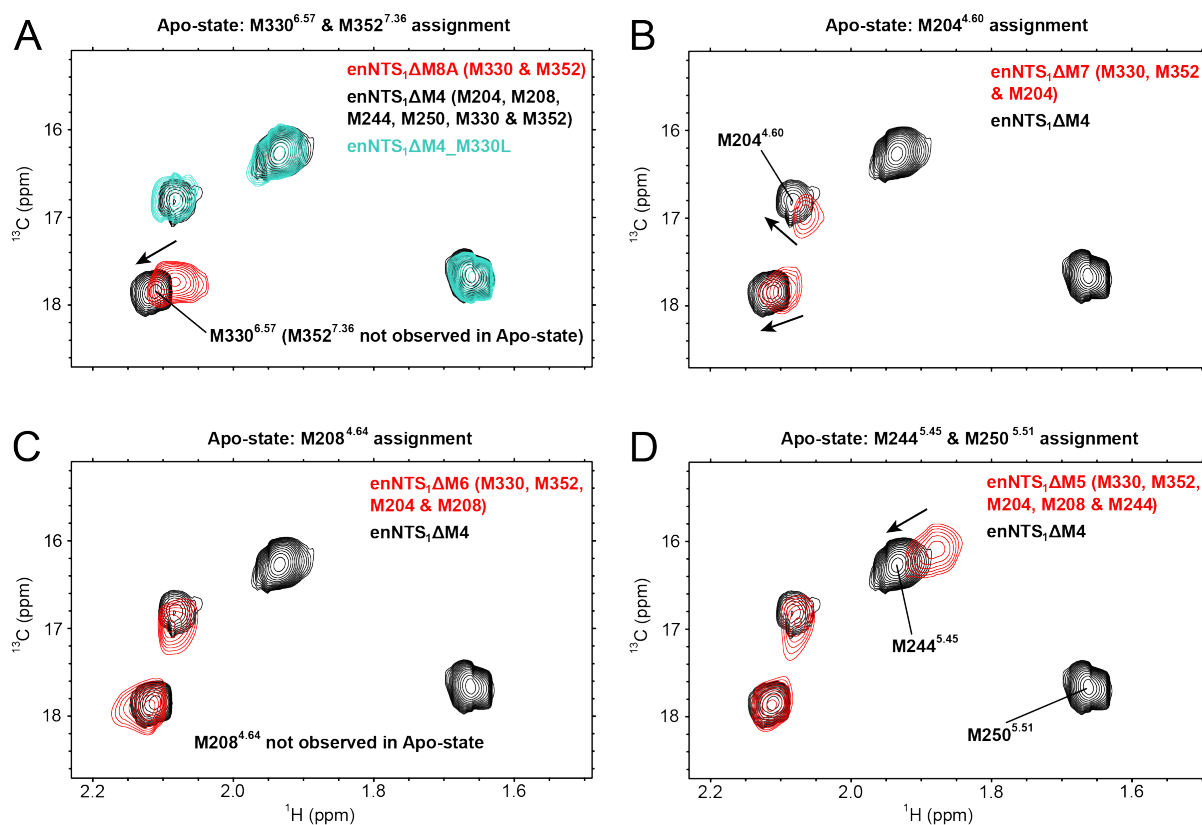 A
Apo-state: M330^6.57 & M352^7.36 assignment
enNTS₁ΔM8A (M330 & M352)
enNTS₁ΔM4 (M204, M208,
M244, M250, M330 & M352)
enNTS₁ΔM4_M330L
16
17
18
¹³C (ppm)
M330^6.57 (M352^7.36 not observed in Apo-state)
B
Apo-state: M204^4.60 assignment
enNTS₁ΔM7 (M330, M352
& M204)
enNTS₁ΔM4
M204^4.60
16
17
18
¹³C (ppm)
C
Apo-state: M208^4.64 assignment
enNTS₁ΔM6 (M330, M352,
M204 & M208)
enNTS₁ΔM4
16
17
18
¹³C (ppm)
M208^4.64 not observed in Apo-state
2.2 2.0 1.8 1.6
¹H (ppm)
D
Apo-state: M244^5.45 & M250^5.51 assignment
enNTS₁ΔM5 (M330, M352,
M204, M208 & M244)
enNTS₁ΔM4
16
17
18
¹³C (ppm)
M244^5.45
M250^5.51
2.2 2.0 1.8 1.6
¹H (ppm)